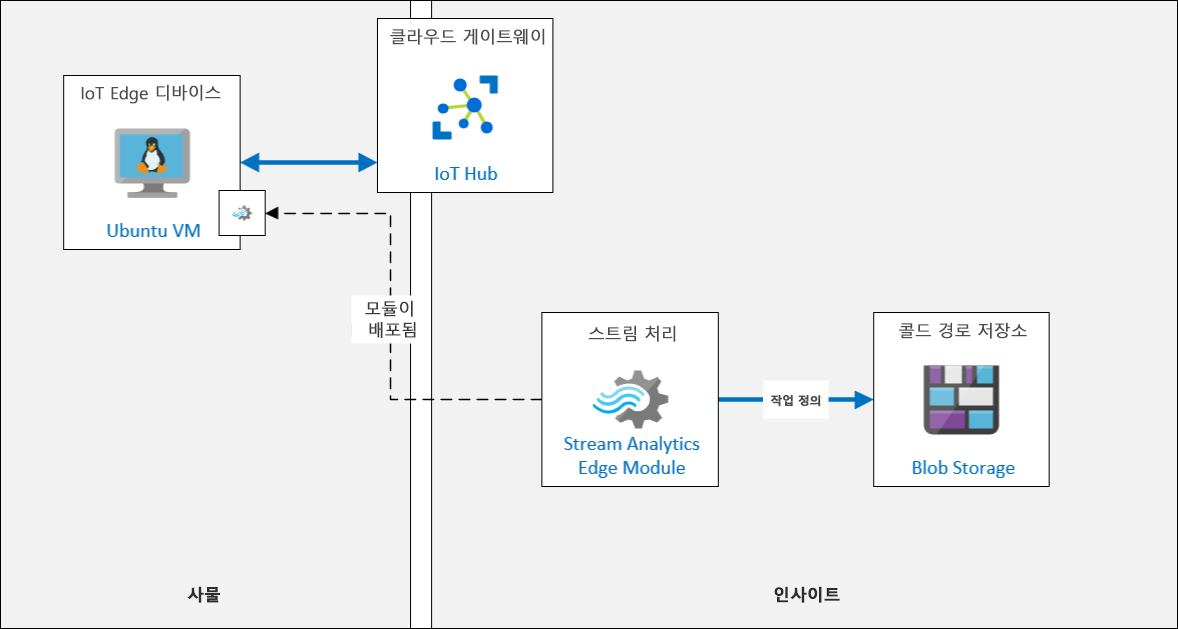 클라우드 게이트웨이
IoT Hub
IoT Edge 디바이스
Ubuntu VM
모듈이
배포됨
스트림 처리
Stream Analytics
Edge Module
작업 정의
콜드 경로 저장소
Blob Storage
사물
인사이트